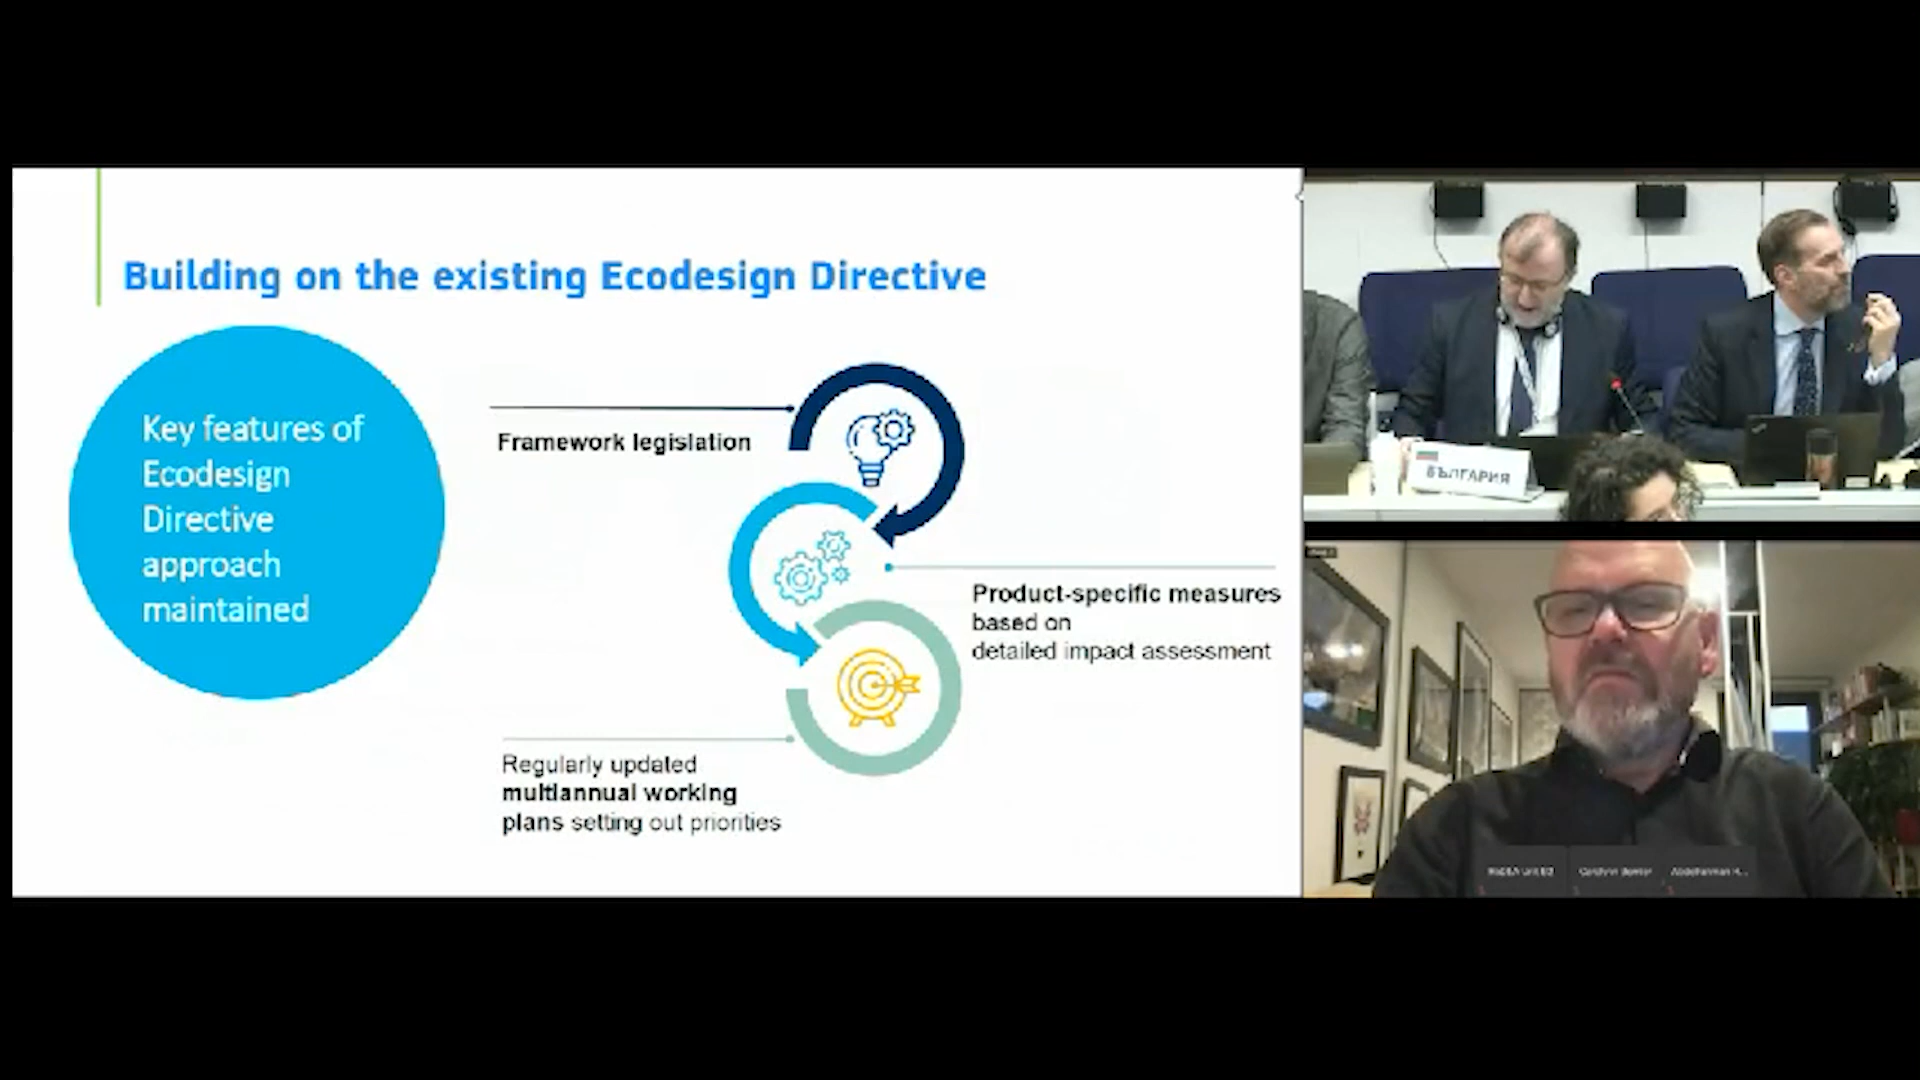 Building on the existing Ecodesign Directive
Key features of
Ecodesign
Directive
approach
maintained
Framework legislation
Product-specific measures
based on
detailed impact assessment
Regularly updated
multiannual working
plans setting out priorities
БЪЛГАРИЯ